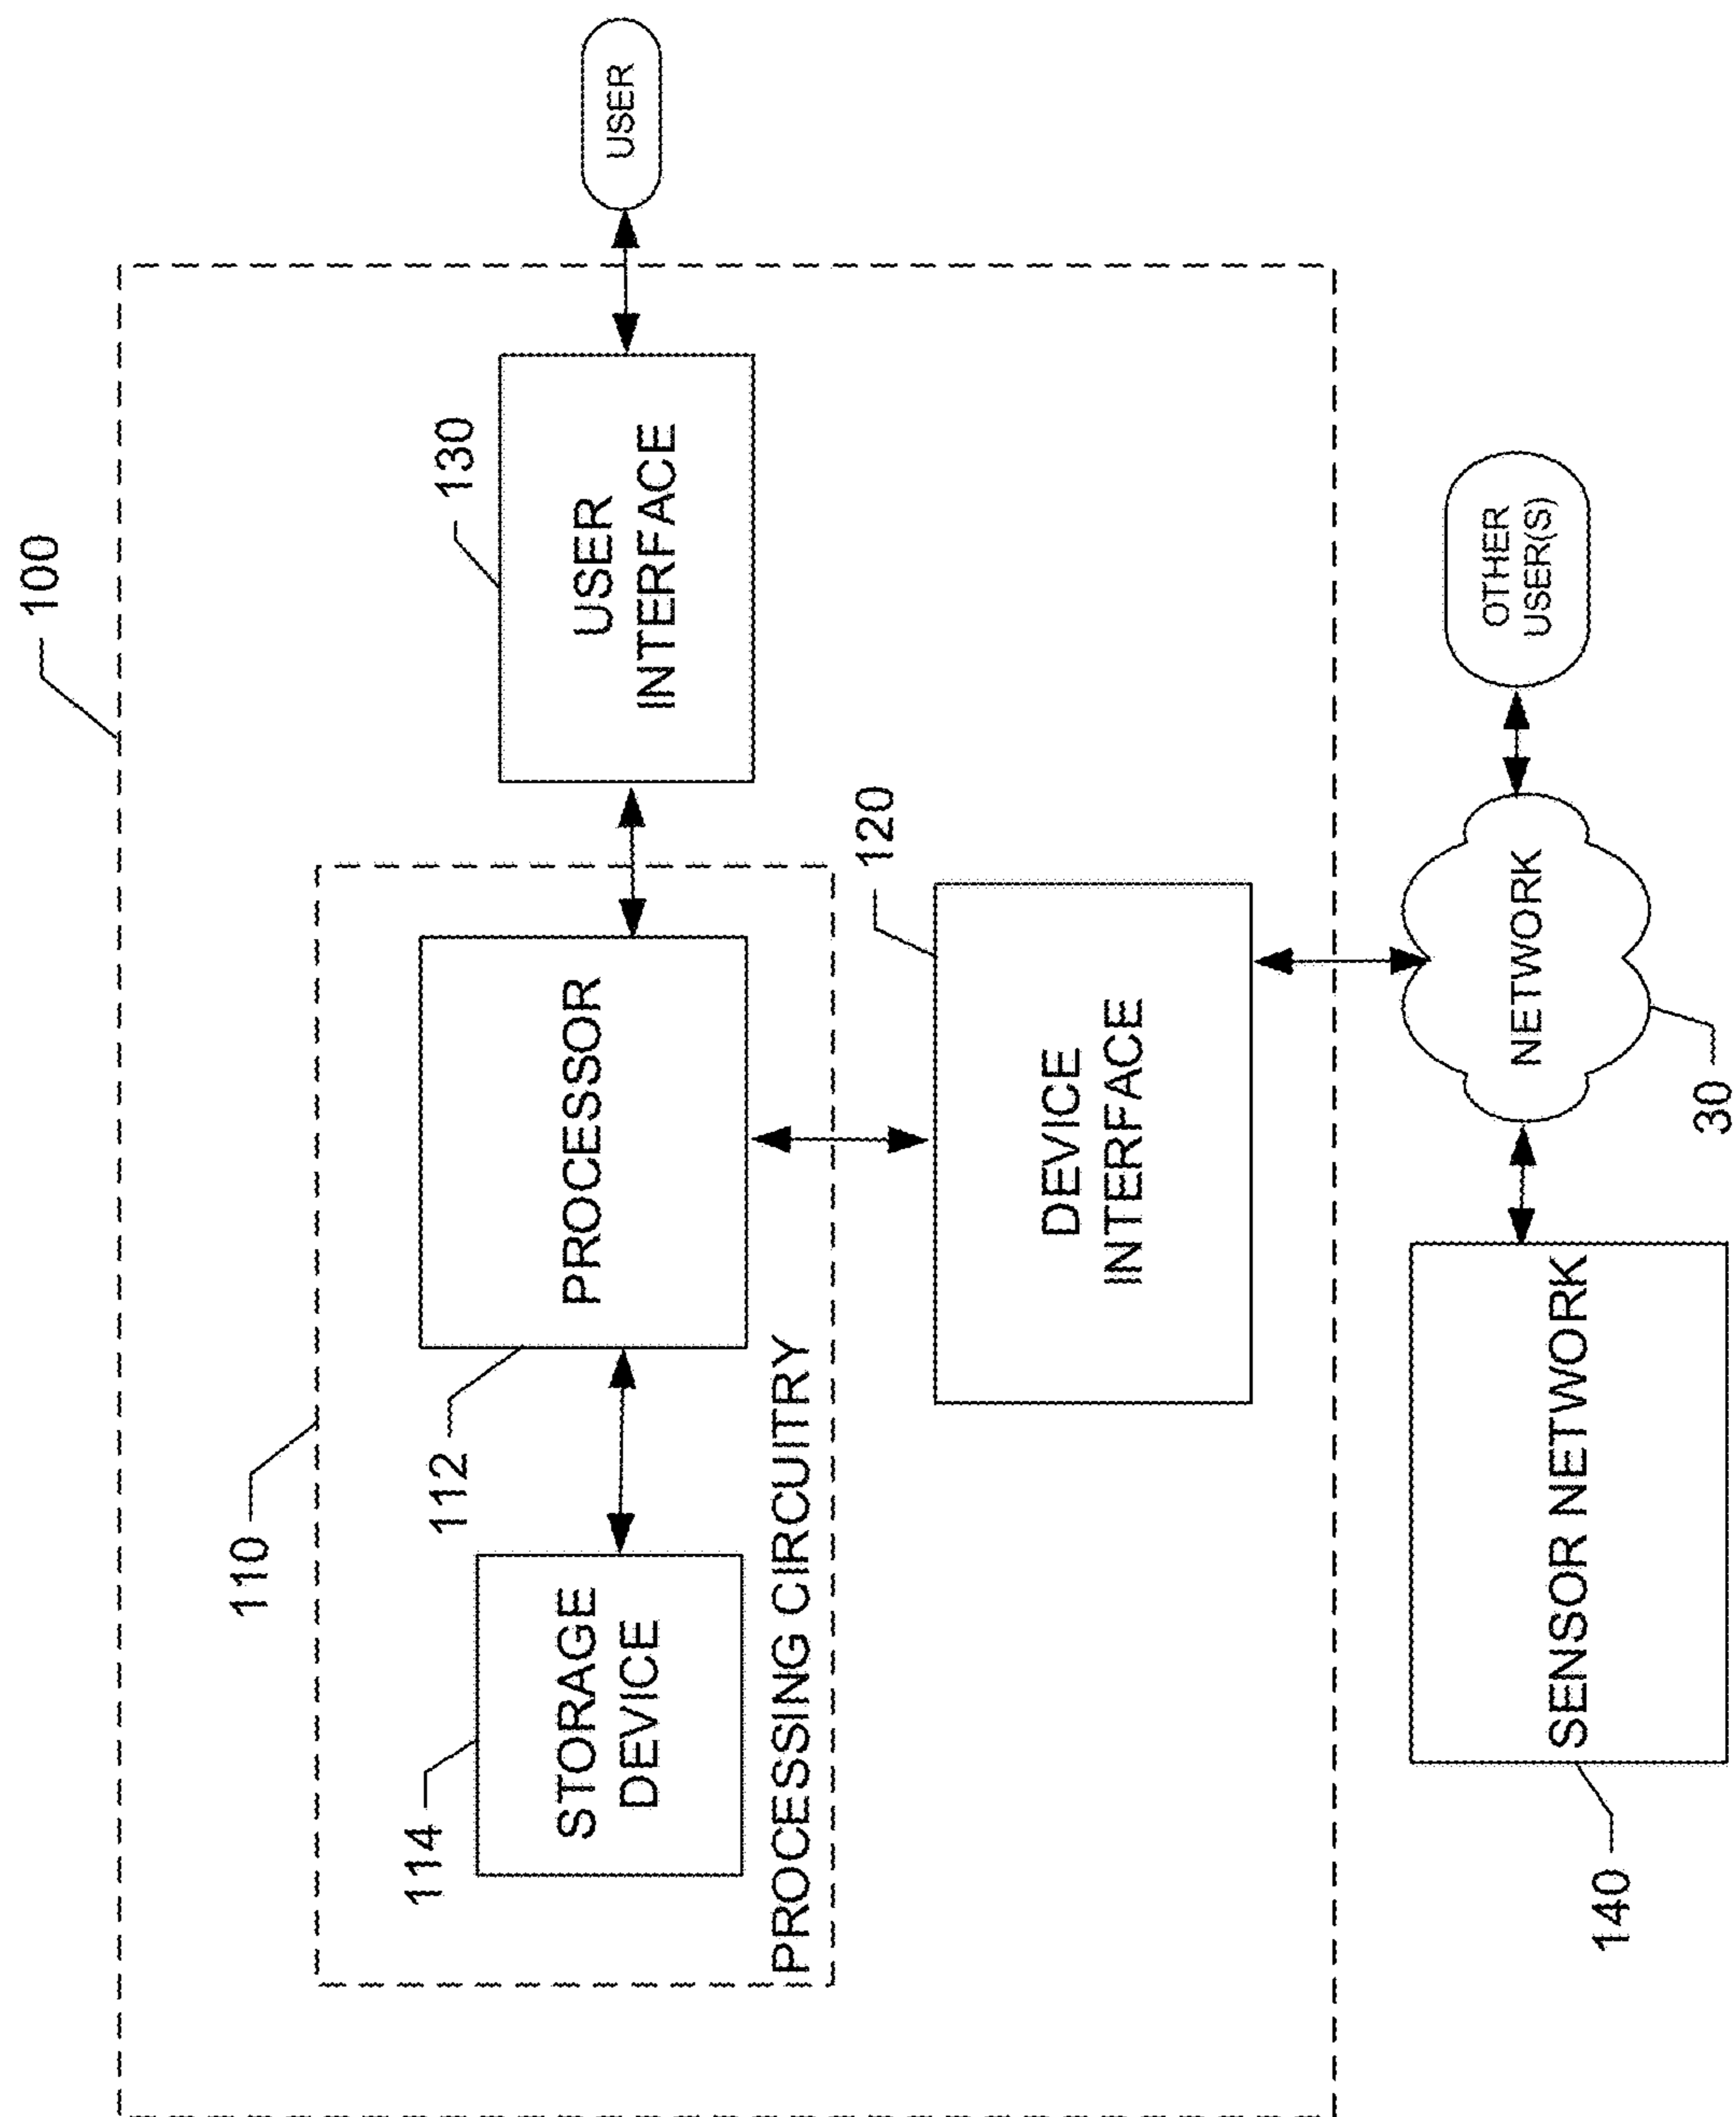 100
110
114
STORAGE
DEVICE
112
PROCESSOR
130
USER
INTERFACE
USER
PROCESSING CIRCUITRY
120
DEVICE
INTERFACE
140
SENSOR NETWORK
NETWORK
30
OTHER
USER(S)